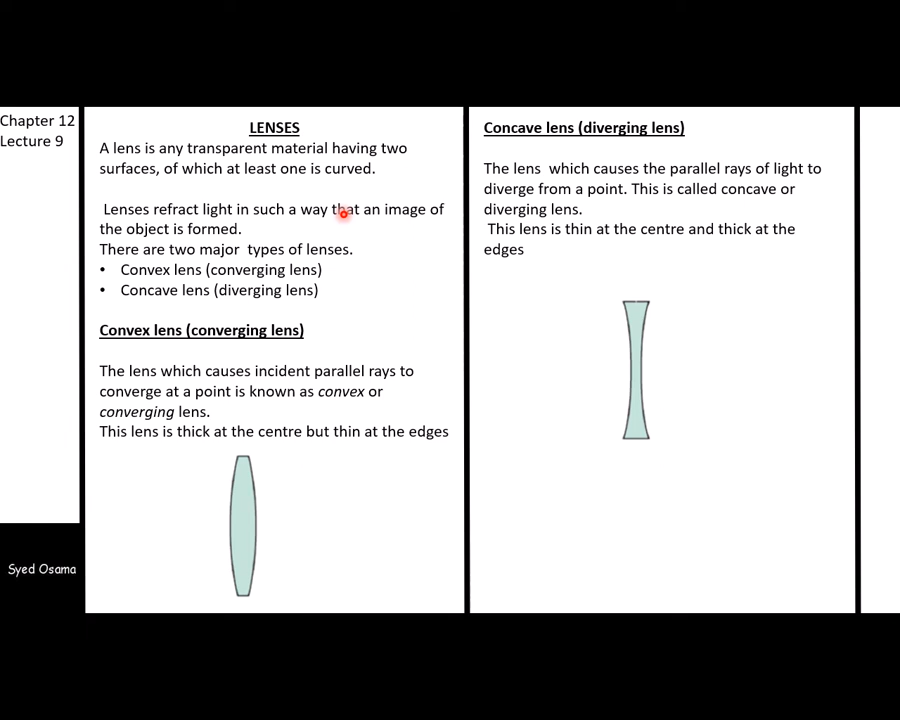 Chapter 12
Lecture 9
LENSES
A lens is any transparent material having two
surfaces, of which at least one is curved.
Lenses refract light in such a way that an image of
the object is formed.
There are two major types of lenses.
• Convex lens (converging lens)
• Concave lens (diverging lens)
Convex lens (converging lens)
The lens which causes incident parallel rays to
converge at a point is known as convex or
converging lens.
This lens is thick at the centre but thin at the edges
Concave lens (diverging lens)
The lens which causes the parallel rays of light to
diverge from a point. This is called concave or
diverging lens.
This lens is thin at the centre and thick at the
edges
Syed Osama